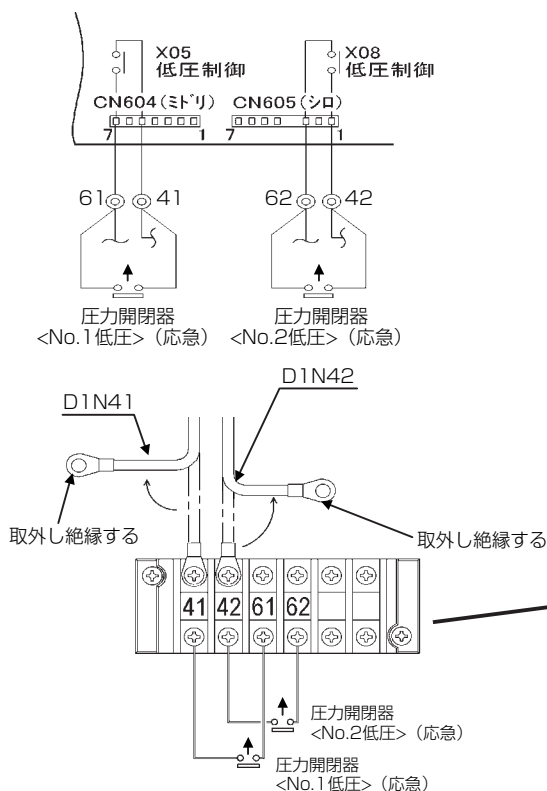 X05
低圧制御
X08
低圧制御
CN604(ミドリ)
CN605(シロ)
7 1
7 1
61 41
62 42
圧力開閉器
<No.1低圧>(応急)
圧力開閉器
<No.2低圧>(応急)
D1N41
D1N42
取外し絶縁する
取外し絶縁する
41 42 61 62
圧力開閉器
<No.2低圧>(応急)
圧力開閉器
<No.1低圧>(応急)